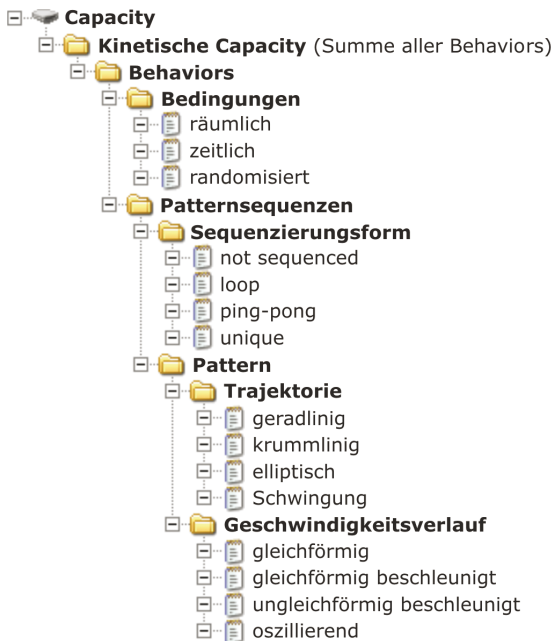 Capacity
Kinetische Capacity (Summe aller Behaviors)
Behaviors
Bedingungen
räumlich
zeitlich
randomisiert
Patternsequenzen
Sequenzierungsform
not sequenced
loop
ping-pong
unique
Pattern
Trajektorie
geradlinig
krummlinig
elliptisch
Schwingung
Geschwindigkeitsverlauf
gleichförmig
gleichförmig beschleunigt
ungleichförmig beschleunigt
oszillierend